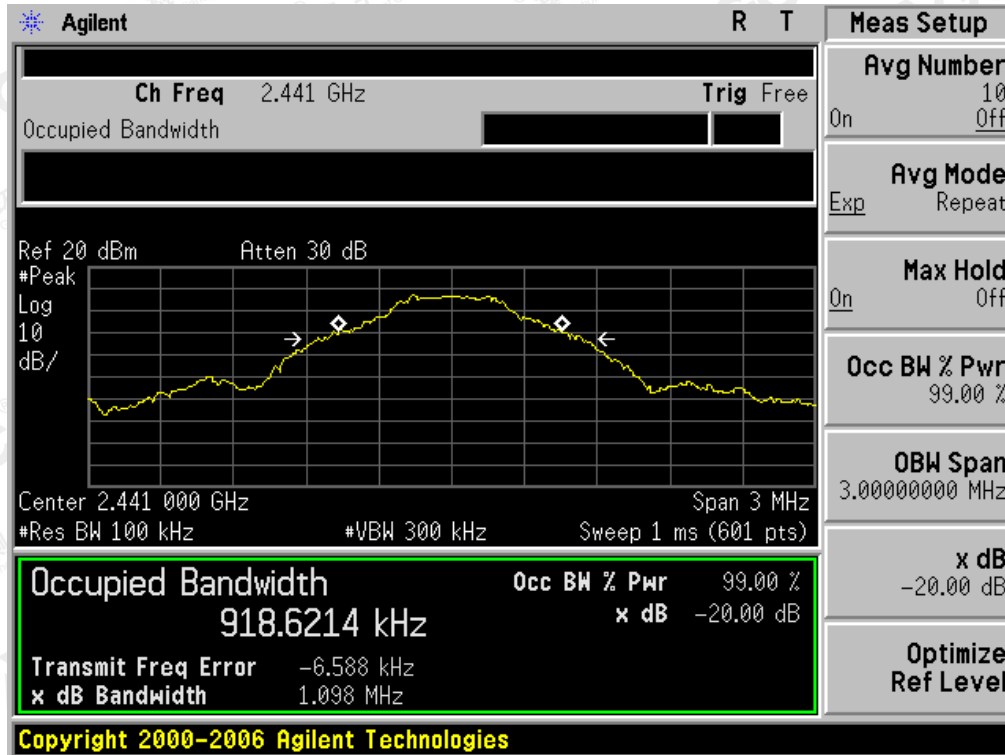 Agilent R T
Ch Freq 2.441 GHz Trig Free
Occupied Bandwidth
Ref 20 dBm Atten 30 dB
#Peak
Log
10
dB/
Center 2.441 000 GHz Span 3 MHz
#Res BW 100 kHz #VBW 300 kHz Sweep 1 ms (601 pts)
Occupied Bandwidth Occ BW % Pwr 99.00 %
918.6214 kHz x dB -20.00 dB
Transmit Freq Error -6.588 kHz
x dB Bandwidth 1.098 MHz
Copyright 2000-2006 Agilent Technologies
Meas Setup
Avg Number
10
On Off
Avg Mode
Exp Repeat
Max Hold
On Off
Occ BW % Pwr
99.00 %
OBW Span
3.00000000 MHz
x dB
-20.00 dB
Optimize
Ref Level